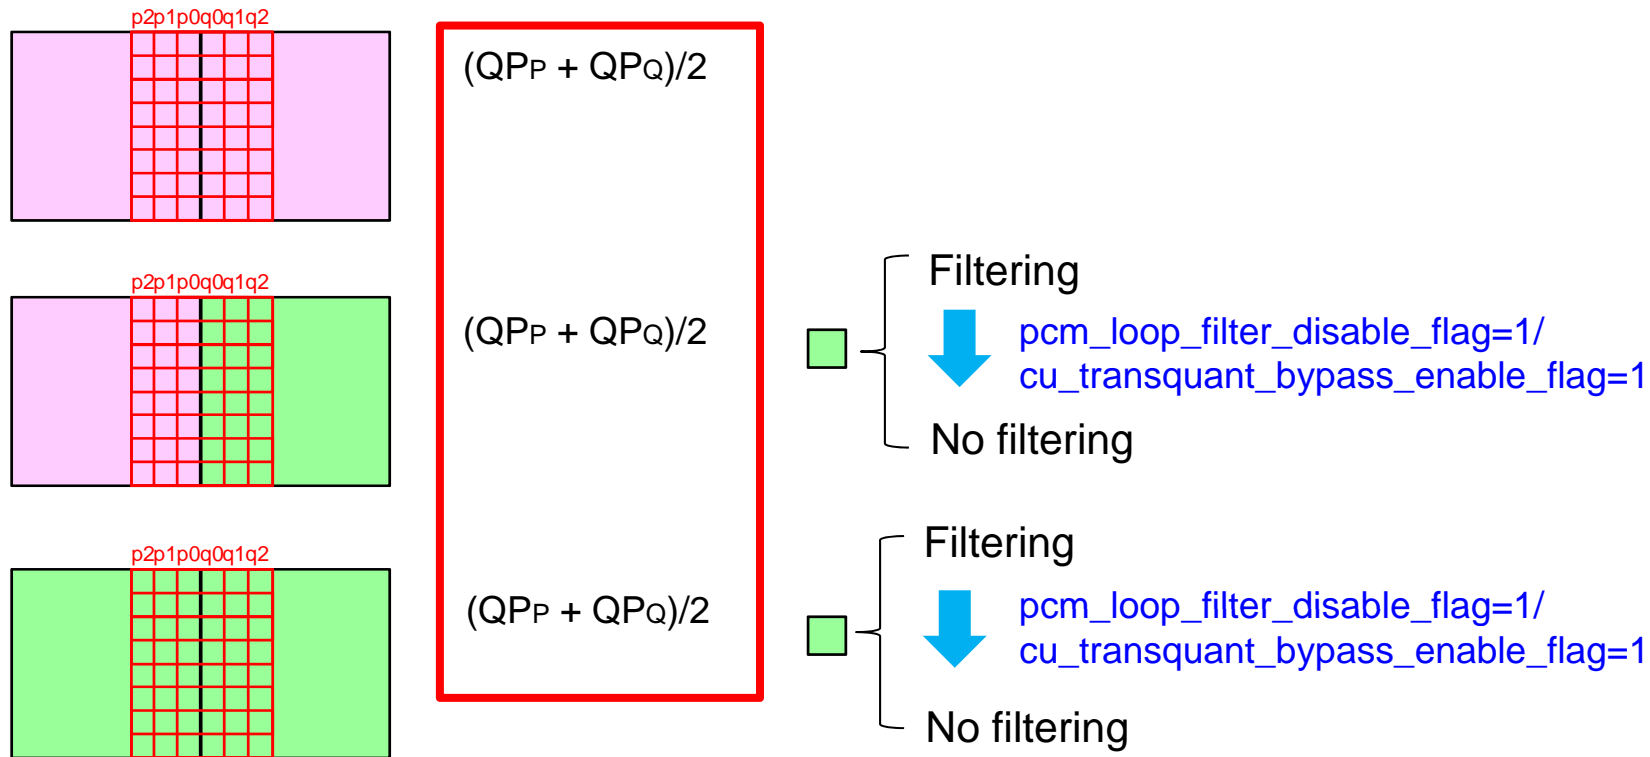 p2p1p0q0q1q2
(QPP + QPQ)/2
p2p1p0q0q1q2
(QPP + QPQ)/2
Filtering
pcm_loop_filter_disable_flag=1/
cu_transquant_bypass_enable_flag=1
No filtering
p2p1p0q0q1q2
(QPP + QPQ)/2
Filtering
pcm_loop_filter_disable_flag=1/
cu_transquant_bypass_enable_flag=1
No filtering